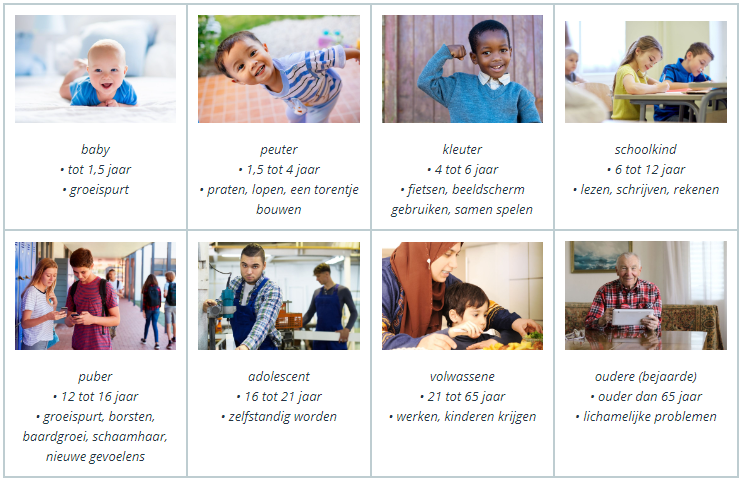 baby
• tot 1,5 jaar
• groeispurt
peuter
• 1,5 tot 4 jaar
• praten, lopen, een torentje
bouwen
kleuter
• 4 tot 6 jaar
• fietsen, beeldscherm
gebruiken, samen spelen
schoolkind
• 6 tot 12 jaar
• lezen, schrijven, rekenen
puber
• 12 tot 16 jaar
• groeispurt, borsten,
baardgroei, schaamhaar,
nieuwe gevoelens
adolescent
• 16 tot 21 jaar
• zelfstandig worden
volwassene
• 21 tot 65 jaar
• werken, kinderen krijgen
oudere (bejaarde)
• ouder dan 65 jaar
• lichamelijke problemen